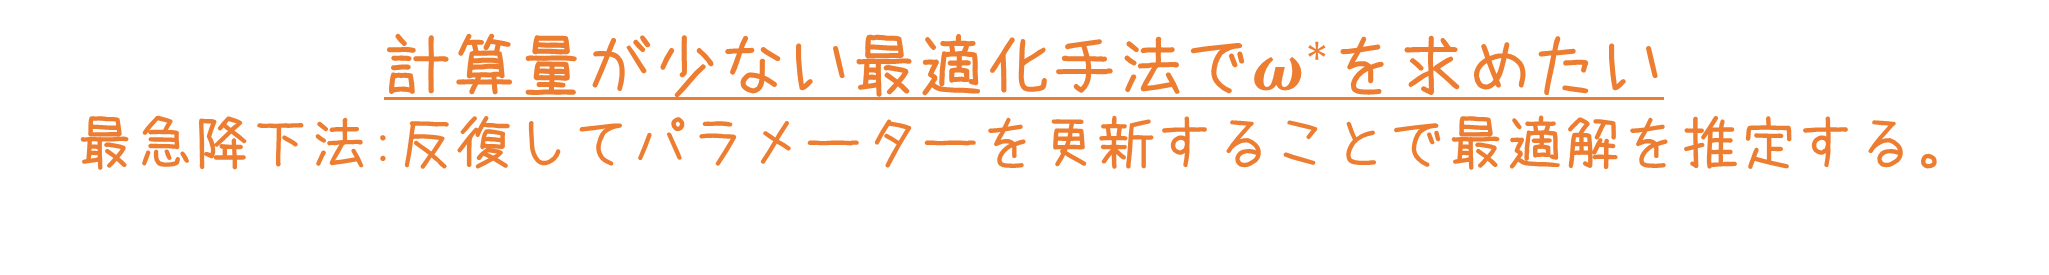 計算量が少ない最適化手法でω*を求めたい
最急降下法:反復してパラメーターを更新することで最適解を推定する。